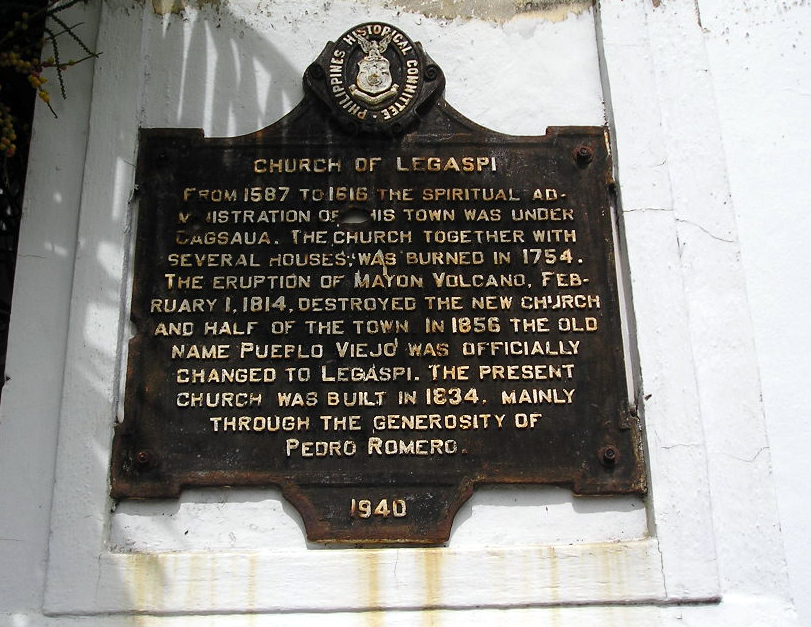 PHILIPPINES HISTORICAL COMMITTEE
CHURCH OF LEGASPI
FROM 1587 TO 1616 THE SPIRITUAL AD-
MINISTRATION OF THIS TOWN WAS UNDER
CAGSAUA. THE CHURCH TOGETHER WITH
SEVERAL HOUSES, WAS BURNED IN 1754.
THE ERUPTION OF MAYON VOLCANO, FEB-
RUARY 1, 1814, DESTROYED THE NEW CHURCH
AND HALF OF THE TOWN IN 1856 THE OLD
NAME PUEBLO VIEJO WAS OFFICIALLY
CHANGED TO LEGASPI. THE PRESENT
CHURCH WAS BUILT IN 1834. MAINLY
THROUGH THE GENEROSITY OF
PEDRO ROMERO.
1940